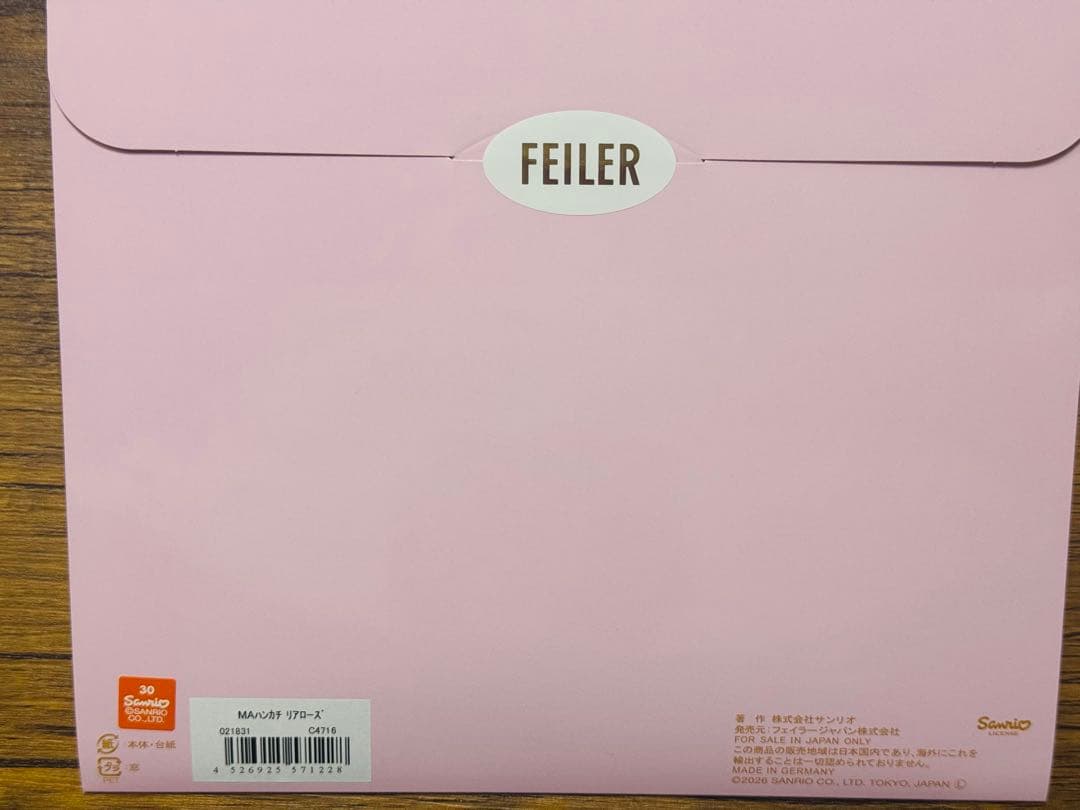 FEILER
30
Sanrio
©SANRIO
CO.,LTD.
紙 本体・台紙
プラ :窓
PET
MAハンカチ リアローズ
021831 C4716
4 526925 571228
著 作 株式会社サンリオ
発売元:フェイラージャパン株式会社
FOR SALE IN JAPAN ONLY
この商品の販売地域は日本国内であり、海外にこれを
輸出することは一切認められておりません。
MADE IN GERMANY
©2026 SANRIO CO., LTD. TOKYO, JAPAN Ⓛ
Sanrio
LICENSE